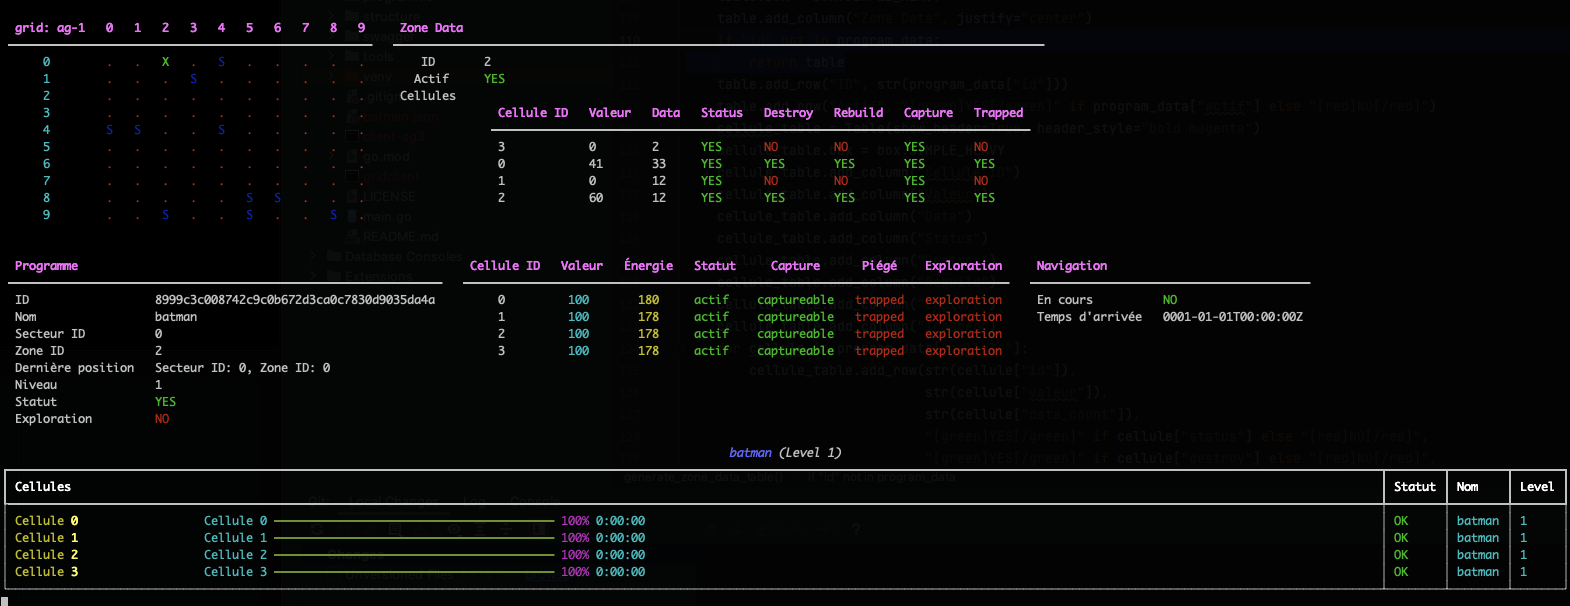 grid: ag-1 0 1 2 3 4 5 6 7 8 9
0 . . X . S . . . . .
1 . . . S . . . . . .
2 . . . . . . . . . .
3 . . . . . . . . . .
4 S S . . S . . . . .
5 . . . . . . . . . .
6 . . . . . . . . . .
7 . . . . . . . . . .
8 . . . . . S S . . .
9 . . S . . S . . S .
Zone Data
ID 2
Actif YES
Cellules
Cellule ID Valeur Data Status Destroy Rebuild Capture Trapped
3 0 2 YES NO NO YES NO
0 41 33 YES YES YES YES YES
1 0 12 YES NO NO YES NO
2 60 12 YES YES YES YES YES
Programme
ID 8999c3c008742c9c0b672d3ca0c7830d9035da4a
Nom batman
Secteur ID 0
Zone ID 2
Dernière position Secteur ID: 0, Zone ID: 0
Niveau 1
Statut YES
Exploration NO
Cellule ID Valeur Énergie Statut Capture Piégé Exploration
0 100 180 actif captureable trapped exploration
1 100 178 actif captureable trapped exploration
2 100 178 actif captureable trapped exploration
3 100 178 actif captureable trapped exploration
Navigation
En cours NO
Temps d'arrivée 0001-01-01T00:00:00Z
batman (Level 1)
Cellules Statut Nom Level
Cellule 0 Cellule 0 100% 0:00:00 OK batman 1
Cellule 1 Cellule 1 100% 0:00:00 OK batman 1
Cellule 2 Cellule 2 100% 0:00:00 OK batman 1
Cellule 3 Cellule 3 100% 0:00:00 OK batman 1